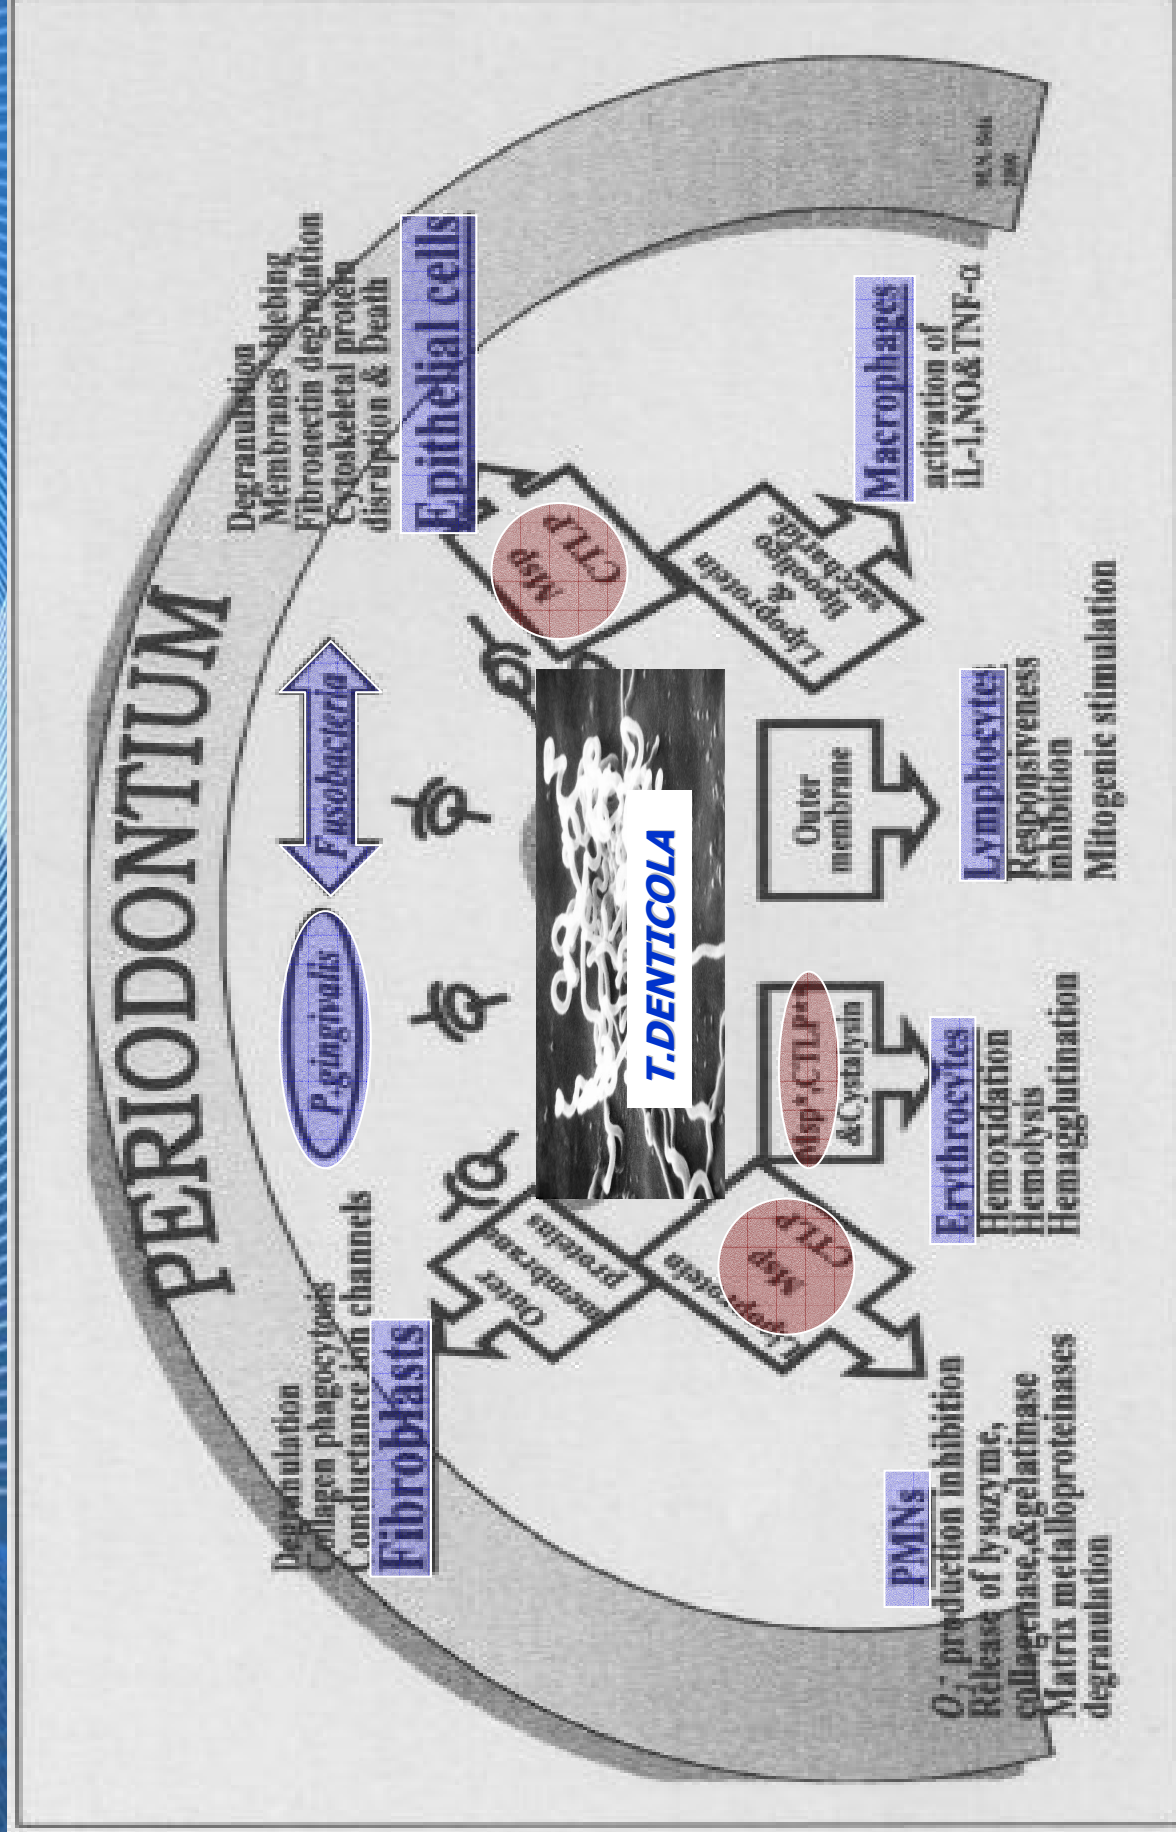 PERIODONTIUM
Degranulation
Collagen phagocytosis
Conductance ion channels
Fibroblasts
P.gingivalis
Fusobacteria
Degranulation
Membranes blebing
Fibronectin degradation
Cytoskeletal protein
disruption & Death
Epithelial cells
Outer
membrane
proteins
Msp
CTLP
T.DENTICOLA
Msp
CTLP
Msp*,CTLP**
&Cystalysin
Outer
membrane
Lipoprotein
&
lipooligo
saccharide
PMNs
O2- production inhibition
Release of lysozyme,
collagenase,&gelatinase
Matrix metalloproteinases
degranulation
Erythrocytes
Hemoxidation
Hemolysis
Hemagglutination
Lymphocytes
Responsiveness
inhibition
Mitogenic stimulation
Macrophages
activation of
iL-1,NO&TNF-α